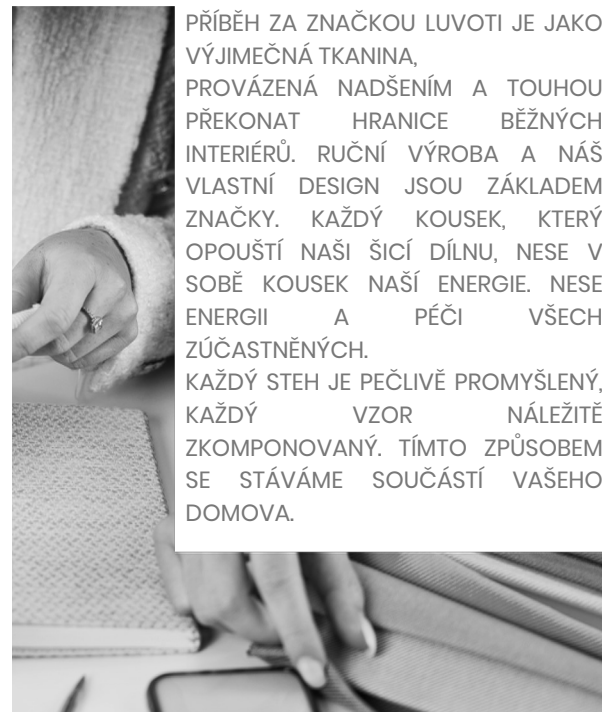 PŘÍBĚH ZA ZNAČKOU LUVOTI JE JAKO
VÝJIMEČNÁ TKANINA,
PROVÁZENÁ NADŠENÍM A TOUHOU
PŘEKONAT HRANICE BĚŽNÝCH
INTERIÉRŮ. RUČNÍ VÝROBA A NÁŠ
VLASTNÍ DESIGN JSOU ZÁKLADEM
ZNAČKY. KAŽDÝ KOUSEK, KTERÝ
OPOUŠTÍ NAŠI ŠICÍ DÍLNU, NESE V
SOBĚ KOUSEK NAŠÍ ENERGIE. NESE
ENERGII A PÉČI VŠECH
ZÚČASTNĚNÝCH.
KAŽDÝ STEH JE PEČLIVĚ PROMYŠLENÝ,
KAŽDÝ VZOR NÁLEŽITĚ
ZKOMPONOVANÝ. TÍMTO ZPŮSOBEM
SE STÁVÁME SOUČÁSTÍ VAŠEHO
DOMOVA.